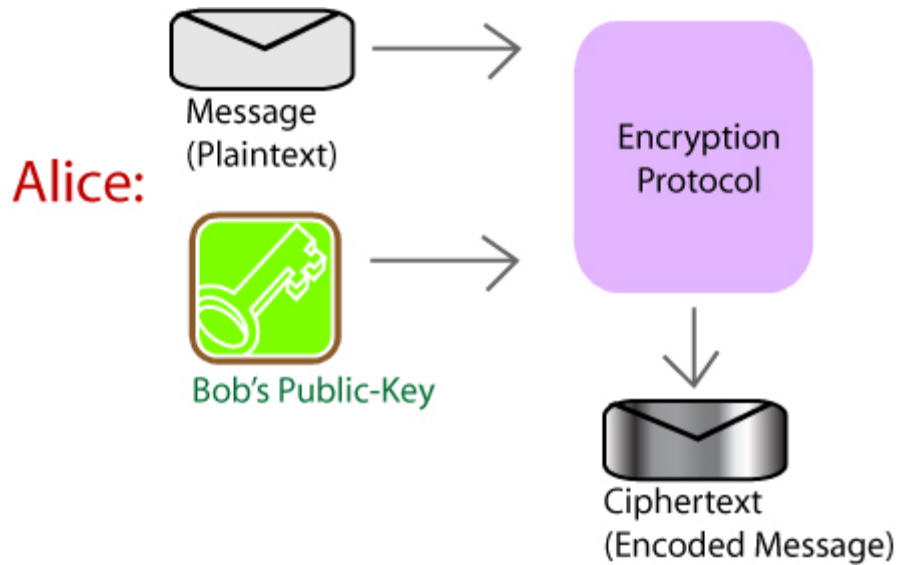 Message
(Plaintext)
Encryption
Protocol
Alice:
Bob's Public-Key
Ciphertext
(Encoded Message)